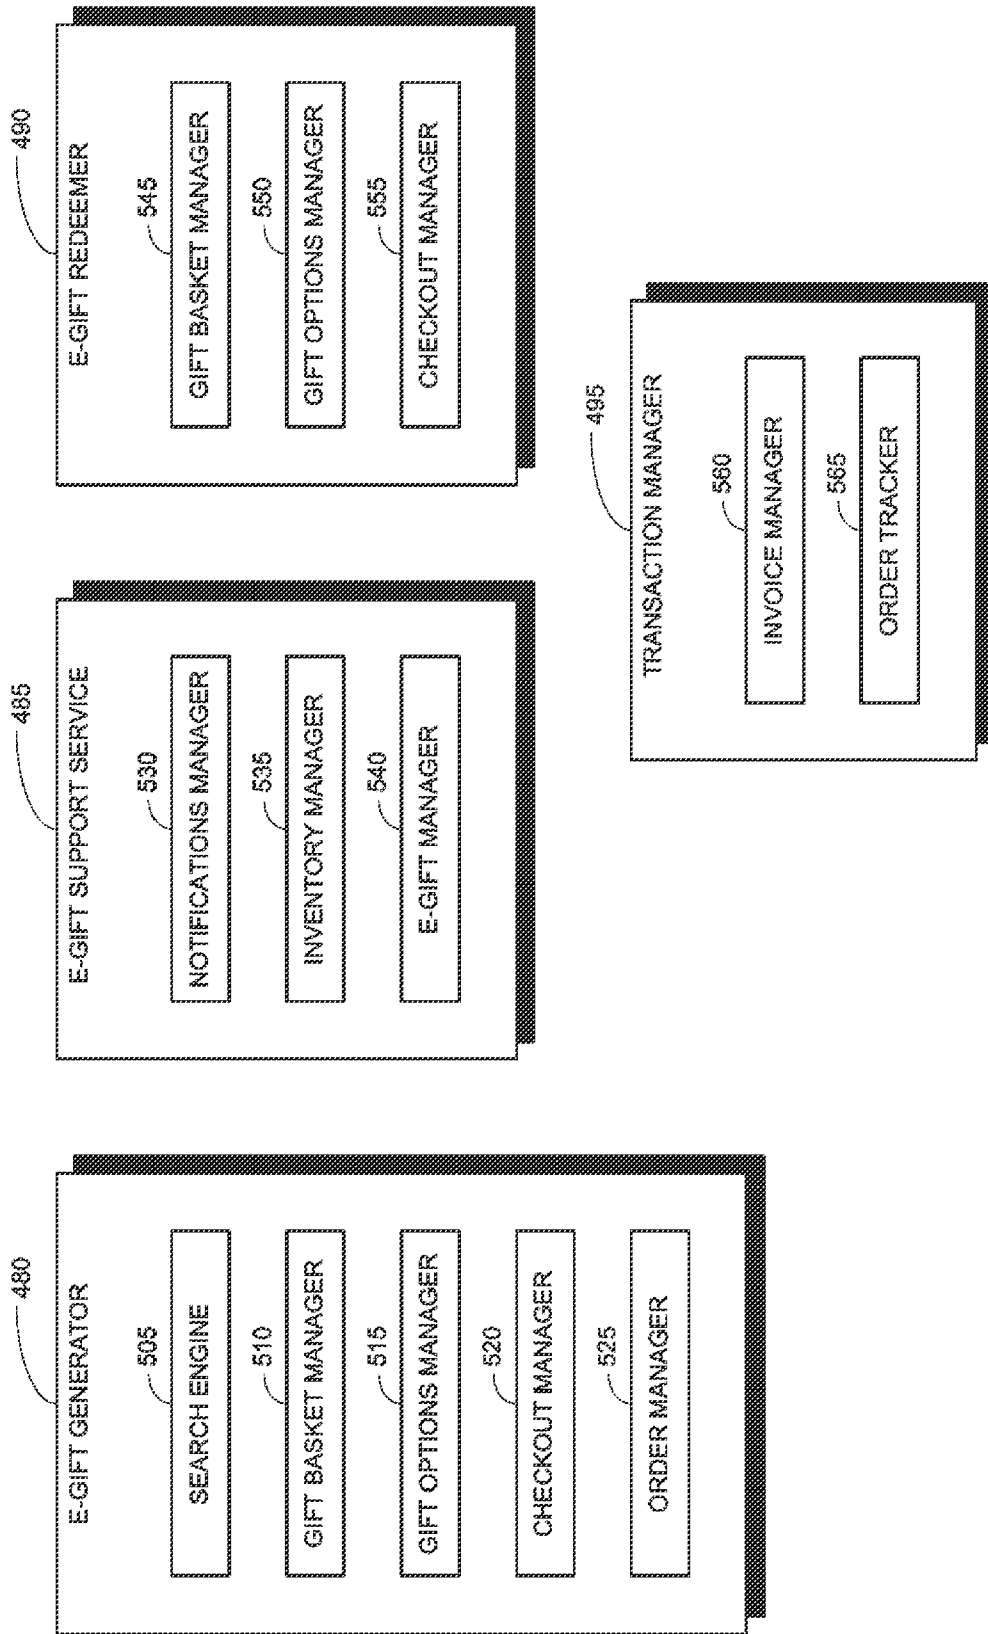 480
E-GIFT GENERATOR
505
SEARCH ENGINE
510
GIFT BASKET MANAGER
515
GIFT OPTIONS MANAGER
520
CHECKOUT MANAGER
525
ORDER MANAGER
485
E-GIFT SUPPORT SERVICE
530
NOTIFICATIONS MANAGER
535
INVENTORY MANAGER
540
E-GIFT MANAGER
490
E-GIFT REDEEMER
545
GIFT BASKET MANAGER
550
GIFT OPTIONS MANAGER
555
CHECKOUT MANAGER
495
TRANSACTION MANAGER
560
INVOICE MANAGER
565
ORDER TRACKER